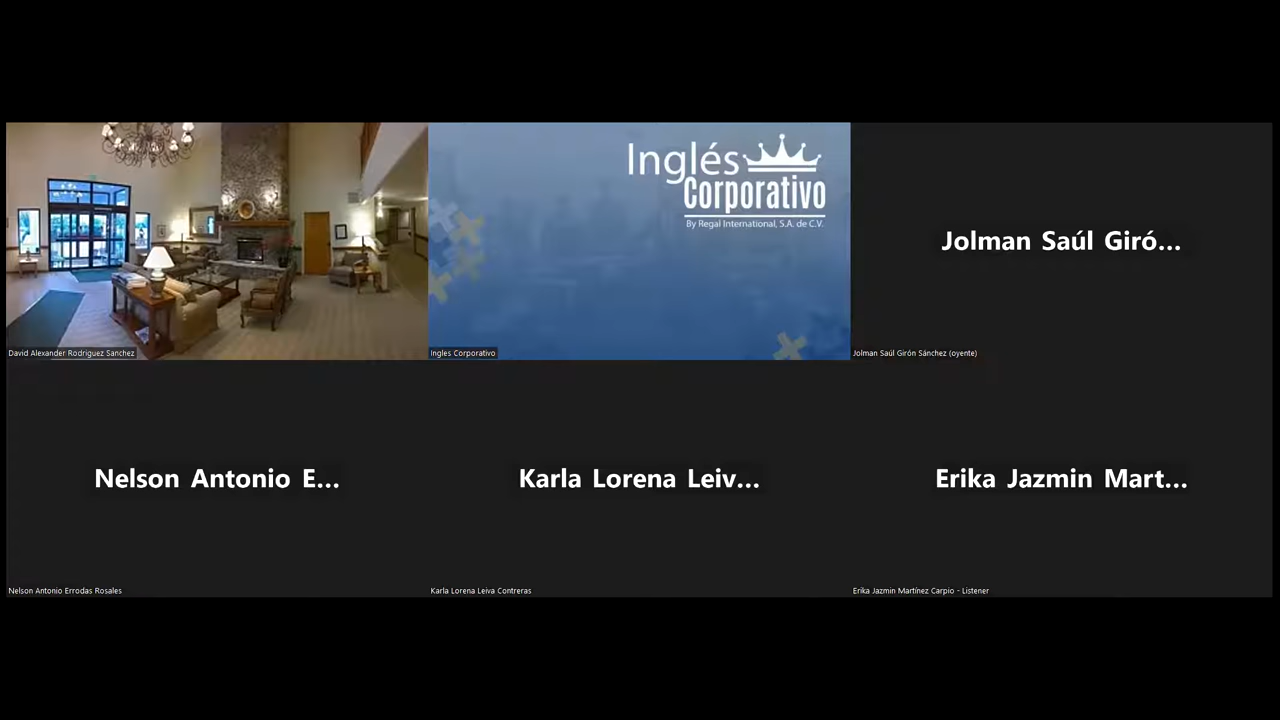 Inglés
Corporativo
By Regal International, S.A. de C.V.
Jolman Saúl Giró...
David Alexander Rodriguez Sanchez
Ingles Corporativo
Jolman Saúl Girón Sánchez (oyente)
Nelson Antonio E...
Karla Lorena Leiv...
Erika Jazmin Mart...
Nelson Antonio Errodas Rosales
Karla Lorena Leiva Contreras
Erika Jazmin Martínez Carpio - Listener